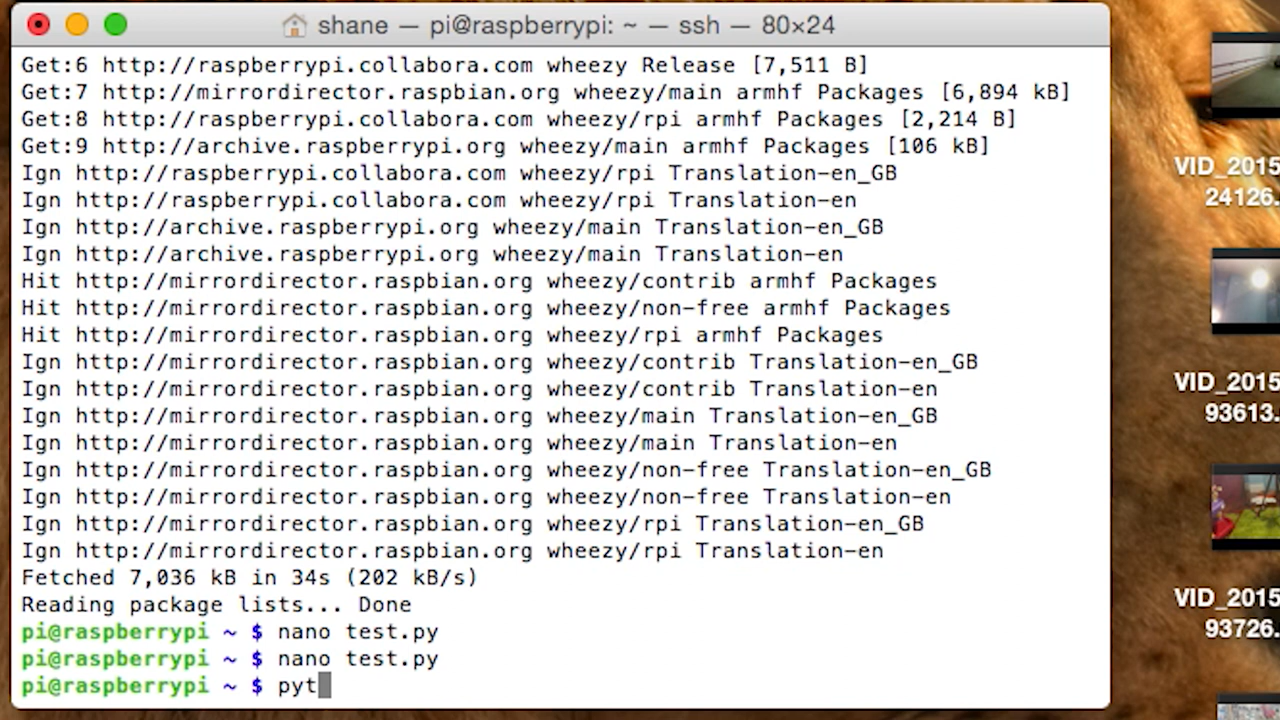 shane — pi@raspberrypi: ~ — ssh — 80×24
Get:6 http://raspberrypi.collabora.com wheezy Release [7,511 B]
Get:7 http://mirrordirector.raspbian.org wheezy/main armhf Packages [6,894 kB]
Get:8 http://raspberrypi.collabora.com wheezy/rpi armhf Packages [2,214 B]
Get:9 http://archive.raspberrypi.org wheezy/main armhf Packages [106 kB]
Ign http://raspberrypi.collabora.com wheezy/rpi Translation-en_GB
Ign http://raspberrypi.collabora.com wheezy/rpi Translation-en
Ign http://archive.raspberrypi.org wheezy/main Translation-en_GB
Ign http://archive.raspberrypi.org wheezy/main Translation-en
Hit http://mirrordirector.raspbian.org wheezy/contrib armhf Packages
Hit http://mirrordirector.raspbian.org wheezy/non-free armhf Packages
Hit http://mirrordirector.raspbian.org wheezy/rpi armhf Packages
Ign http://mirrordirector.raspbian.org wheezy/contrib Translation-en_GB
Ign http://mirrordirector.raspbian.org wheezy/contrib Translation-en
Ign http://mirrordirector.raspbian.org wheezy/main Translation-en_GB
Ign http://mirrordirector.raspbian.org wheezy/main Translation-en
Ign http://mirrordirector.raspbian.org wheezy/non-free Translation-en_GB
Ign http://mirrordirector.raspbian.org wheezy/non-free Translation-en
Ign http://mirrordirector.raspbian.org wheezy/rpi Translation-en_GB
Ign http://mirrordirector.raspbian.org wheezy/rpi Translation-en
Fetched 7,036 kB in 34s (202 kB/s)
Reading package lists... Done
pi@raspberrypi ~ $ nano test.py
pi@raspberrypi ~ $ nano test.py
pi@raspberrypi ~ $ pyt
VID_2015
24126.
VID_2015
93613.
VID_2015
93726.